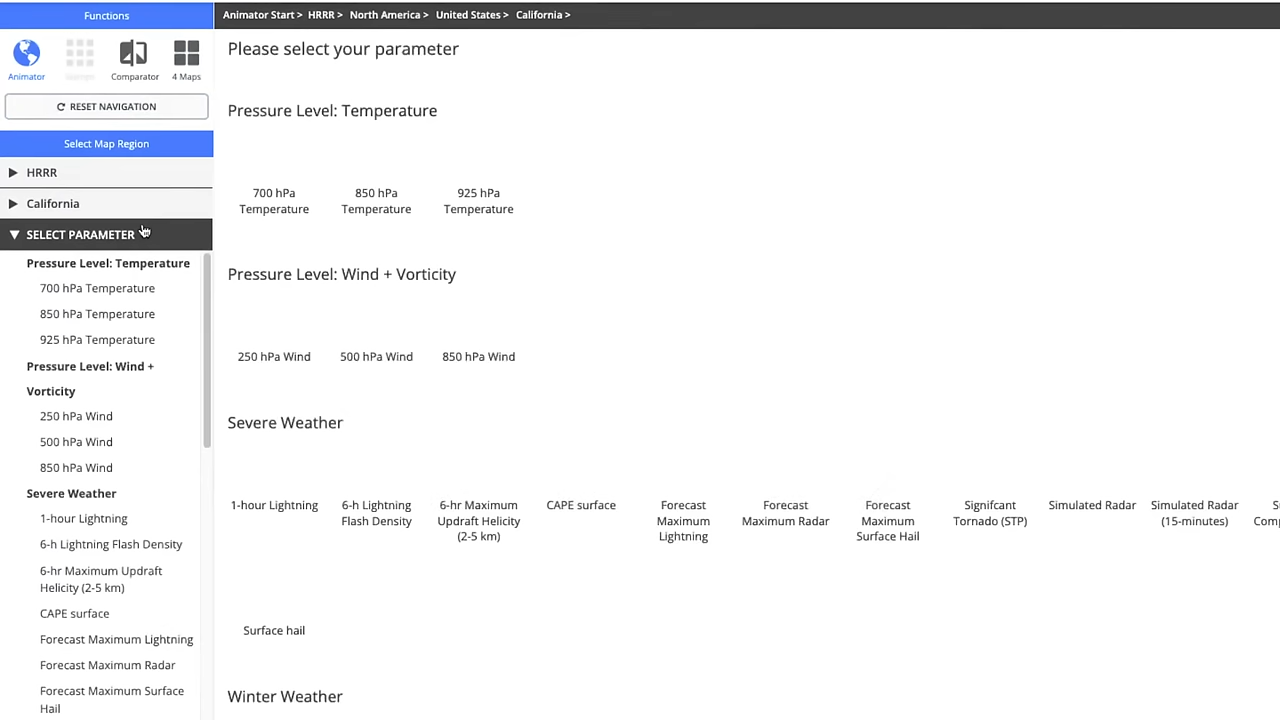 Functions
Animator
Comparator
4 Maps
RESET NAVIGATION
Select Map Region
HRRR
California
SELECT PARAMETER
Pressure Level: Temperature
700 hPa Temperature
850 hPa Temperature
925 hPa Temperature
Pressure Level: Wind +
Vorticity
250 hPa Wind
500 hPa Wind
850 hPa Wind
Severe Weather
1-hour Lightning
6-h Lightning Flash Density
6-hr Maximum Updraft
Helicity (2-5 km)
CAPE surface
Forecast Maximum Lightning
Forecast Maximum Radar
Forecast Maximum Surface
Hail
Animator Start > HRRR > North America > United States > California >
Please select your parameter
Pressure Level: Temperature
700 hPa
Temperature
850 hPa
Temperature
925 hPa
Temperature
Pressure Level: Wind + Vorticity
250 hPa Wind
500 hPa Wind
850 hPa Wind
Severe Weather
1-hour Lightning
6-h Lightning
Flash Density
6-hr Maximum
Updraft Helicity
(2-5 km)
CAPE surface
Forecast
Maximum
Lightning
Forecast
Maximum Radar
Forecast
Maximum
Surface Hail
Signifcant
Tornado (STP)
Simulated Radar
Simulated Radar
(15-minutes)
Surface hail
Winter Weather